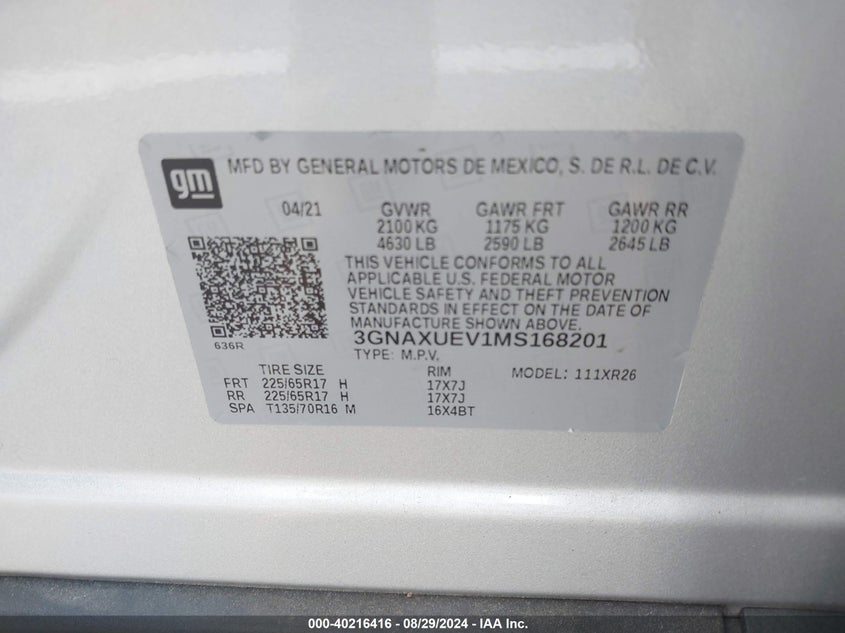 gm
MFD BY GENERAL MOTORS DE MEXICO, S. DE R.L. DE C.V.
04/21 GVWR GAWR FRT GAWR RR
2100 KG 1175 KG 1200 KG
4630 LB 2590 LB 2645 LB
THIS VEHICLE CONFORMS TO ALL
APPLICABLE U.S. FEDERAL MOTOR
VEHICLE SAFETY AND THEFT PREVENTION
STANDARDS IN EFFECT ON THE DATE OF
MANUFACTURE SHOWN ABOVE.
636R
3GNAXUEV1MS168201
TYPE: M.P.V.
TIRE SIZE RIM MODEL: 111XR26
FRT 225/65R17 H 17X7J
RR 225/65R17 H 17X7J
SPA T135/70R16 M 16X4BT
000-40216416 - 08/29/2024 - IAA Inc.